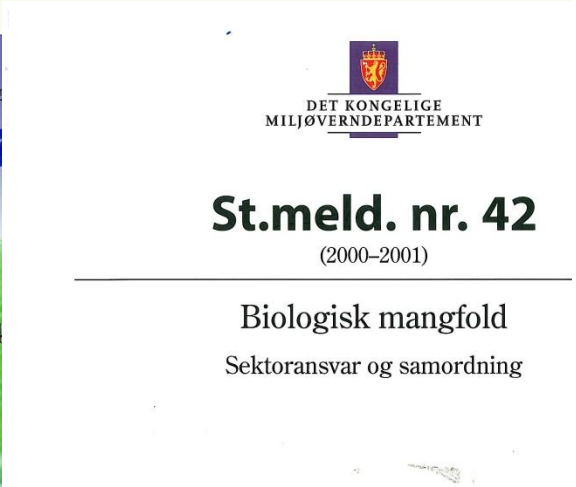 DET KONGELIGE
MILJØVERNDEPARTEMENT
St.meld. nr. 42
(2000–2001)
Biologisk mangfold
Sektoransvar og samordning